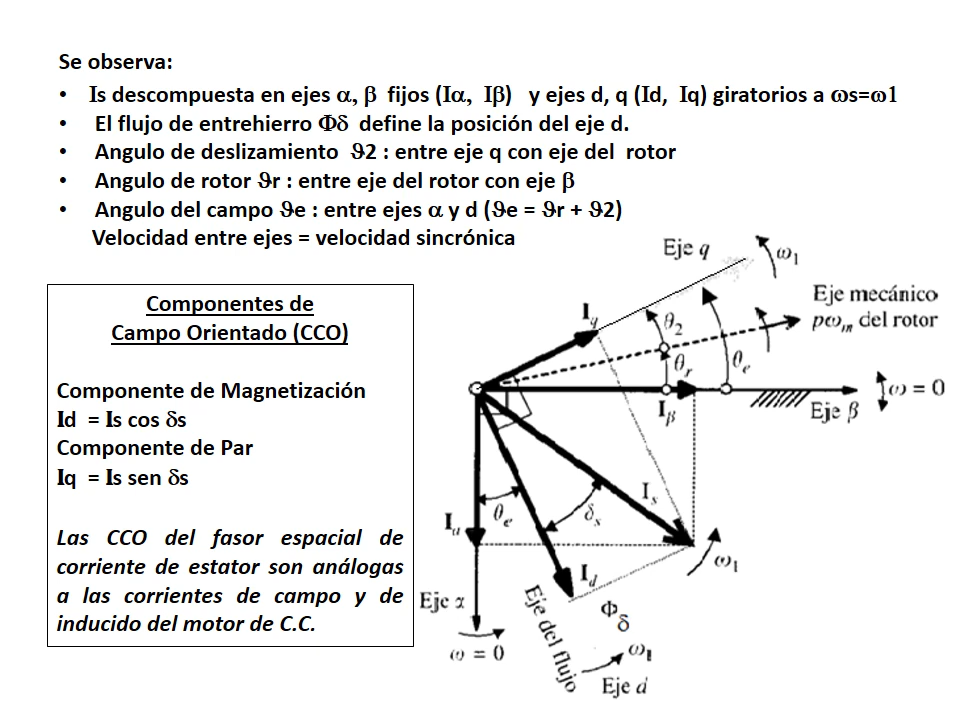 Se observa:
• Is descompuesta en ejes α, β fijos (Iα, Iβ) y ejes d, q (Id, Iq) giratorios a ωs=ω1
• El flujo de entrehierro Φδ define la posición del eje d.
• Angulo de deslizamiento ϑ2 : entre eje q con eje del rotor
• Angulo de rotor ϑr : entre eje del rotor con eje β
• Angulo del campo ϑe : entre ejes α y d (ϑe = ϑr + ϑ2)
Velocidad entre ejes = velocidad sincrónica
Componentes de
Campo Orientado (CCO)
Componente de Magnetización
Id = Is cos δs
Componente de Par
Iq = Is sen δs
Las CCO del fasor espacial de
corriente de estator son análogas
a las corrientes de campo y de
inducido del motor de C.C.
Eje q
ω1
Eje mecánico
pωm del rotor
Iq
θ2
θr
θe
Iβ
Eje β
ω = 0
Iα
θe
δs
Is
Id
ω1
Eje α
ω = 0
Eje del flujo
Φδ
ω1
Eje d